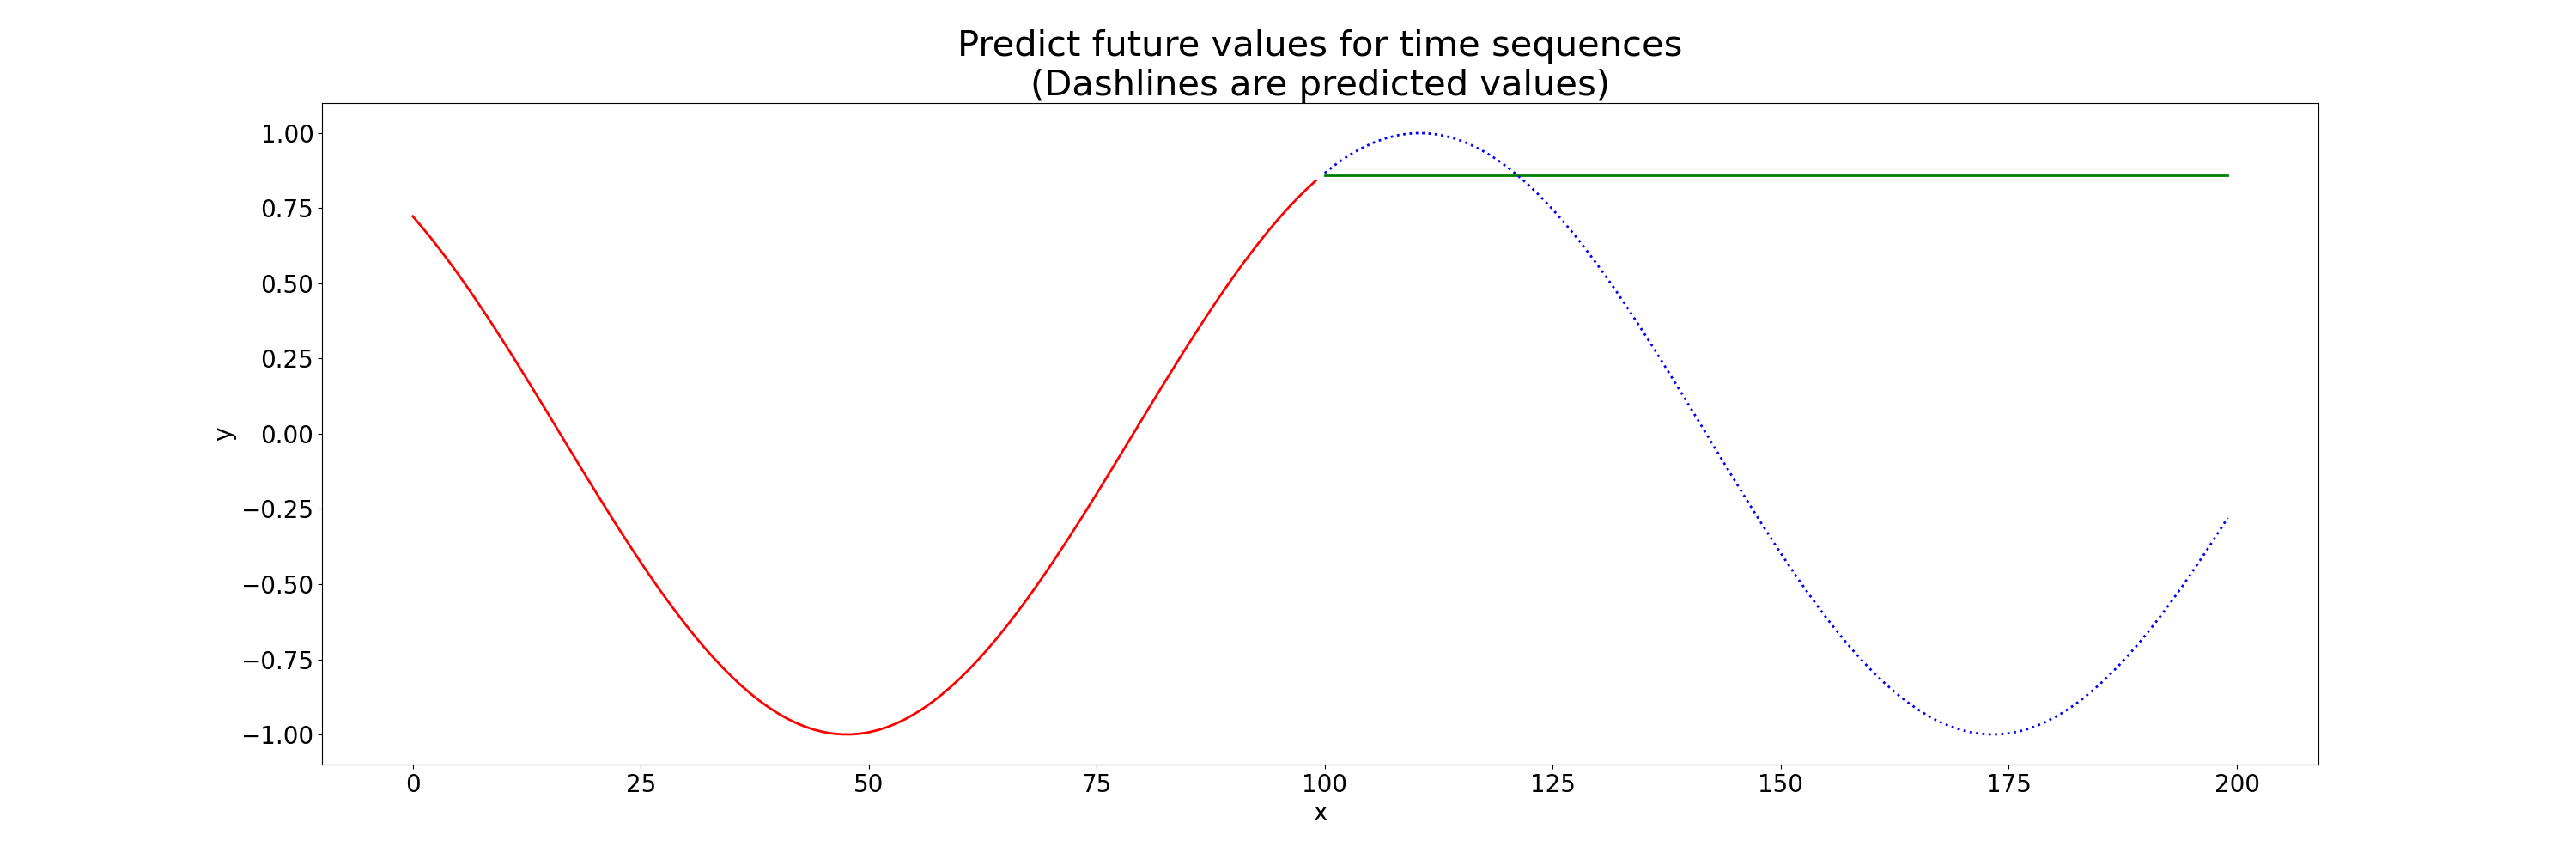 Predict future values for time sequences
(Dashlines are predicted values)
1.00
0.75
0.50
0.25
0.00
−0.25
−0.50
−0.75
−1.00
y
0 25 50 75 100 125 150 175 200
x